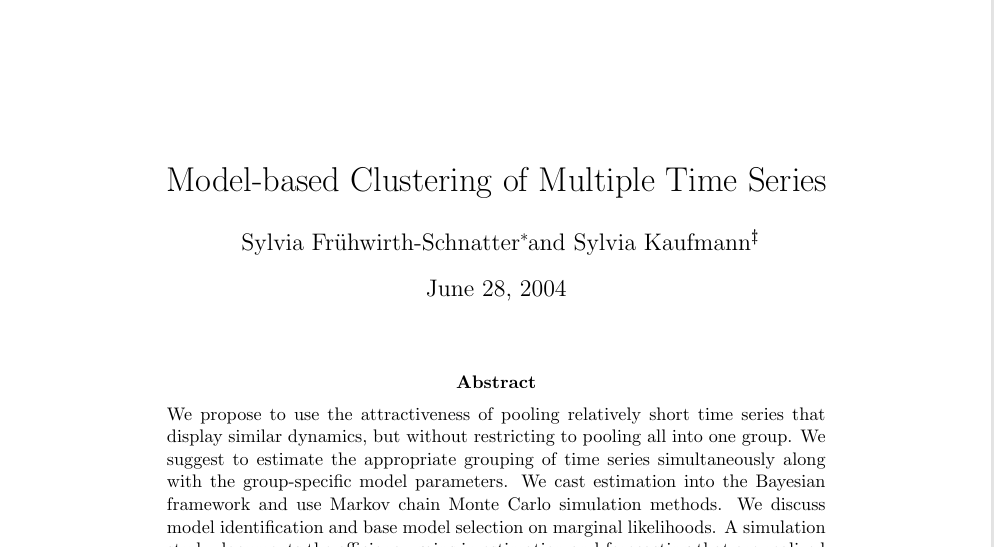 Model-based Clustering of Multiple Time Series
Sylvia Frühwirth-Schnatter*and Sylvia Kaufmann‡
June 28, 2004
Abstract
We propose to use the attractiveness of pooling relatively short time series that
display similar dynamics, but without restricting to pooling all into one group. We
suggest to estimate the appropriate grouping of time series simultaneously along
with the group-specific model parameters. We cast estimation into the Bayesian
framework and use Markov chain Monte Carlo simulation methods. We discuss
model identification and base model selection on marginal likelihoods. A simulation